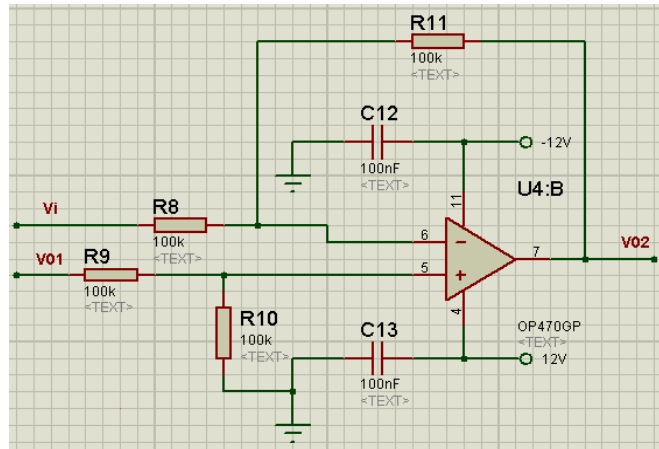 R11
100k
<TEXT>
C12
100nF
<TEXT>
-12V
11
U4:B
Vi
R8
100k
<TEXT>
6
7
V02
V01
R9
100k
<TEXT>
5
4
R10
100k
<TEXT>
C13
100nF
<TEXT>
OP470GP
<TEXT>
12V